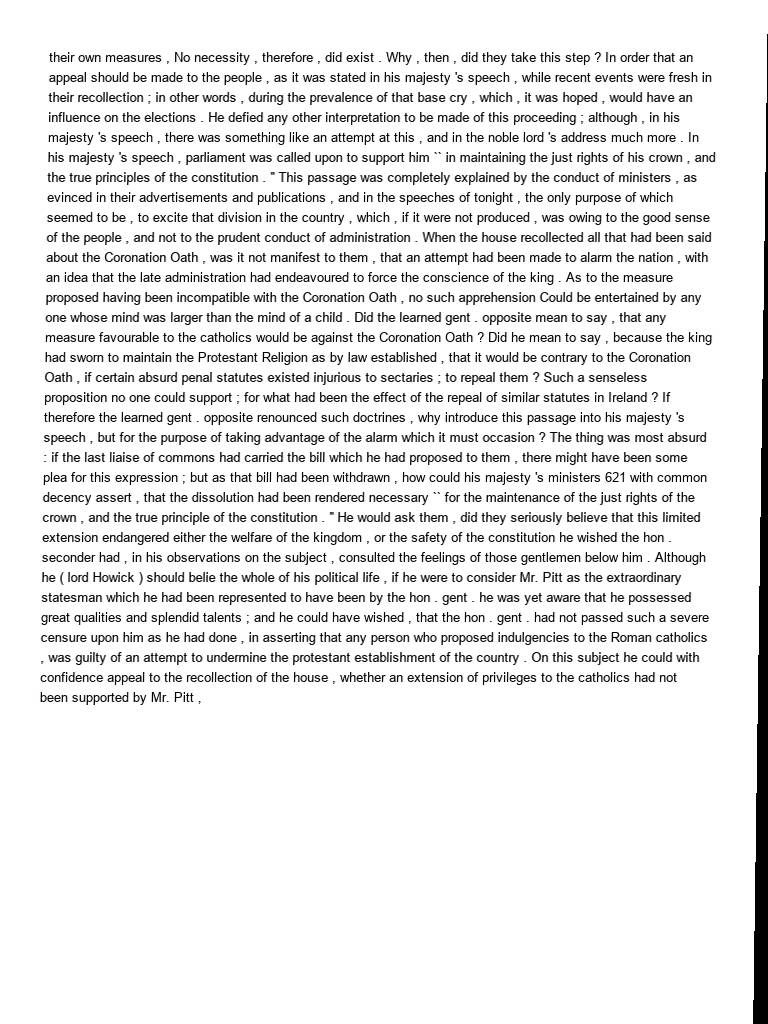 their own measures , No necessity , therefore , did exist . Why , then , did they take this step ? In order that an
appeal should be made to the people , as it was stated in his majesty 's speech , while recent events were fresh in
their recollection ; in other words , during the prevalence of that base cry , which , it was hoped , would have an
influence on the elections . He defied any other interpretation to be made of this proceeding ; although , in his
majesty 's speech , there was something like an attempt at this , and in the noble lord 's address much more . In
his majesty 's speech , parliament was called upon to support him `` in maintaining the just rights of his crown , and
the true principles of the constitution . " This passage was completely explained by the conduct of ministers , as
evinced in their advertisements and publications , and in the speeches of tonight , the only purpose of which
seemed to be , to excite that division in the country , which , if it were not produced , was owing to the good sense
of the people , and not to the prudent conduct of administration . When the house recollected all that had been said
about the Coronation Oath , was it not manifest to them , that an attempt had been made to alarm the nation , with
an idea that the late administration had endeavoured to force the conscience of the king . As to the measure
proposed having been incompatible with the Coronation Oath , no such apprehension Could be entertained by any
one whose mind was larger than the mind of a child . Did the learned gent . opposite mean to say , that any
measure favourable to the catholics would be against the Coronation Oath ? Did he mean to say , because the king
had sworn to maintain the Protestant Religion as by law established , that it would be contrary to the Coronation
Oath , if certain absurd penal statutes existed injurious to sectaries ; to repeal them ? Such a senseless
proposition no one could support ; for what had been the effect of the repeal of similar statutes in Ireland ? If
therefore the learned gent . opposite renounced such doctrines , why introduce this passage into his majesty 's
speech , but for the purpose of taking advantage of the alarm which it must occasion ? The thing was most absurd
: if the last liaise of commons had carried the bill which he had proposed to them , there might have been some
plea for this expression ; but as that bill had been withdrawn , how could his majesty 's ministers 621 with common
decency assert , that the dissolution had been rendered necessary `` for the maintenance of the just rights of the
crown , and the true principle of the constitution . " He would ask them , did they seriously believe that this limited
extension endangered either the welfare of the kingdom , or the safety of the constitution he wished the hon .
seconder had , in his observations on the subject , consulted the feelings of those gentlemen below him . Although
he ( lord Howick ) should belie the whole of his political life , if he were to consider Mr. Pitt as the extraordinary
statesman which he had been represented to have been by the hon . gent . he was yet aware that he possessed
great qualities and splendid talents ; and he could have wished , that the hon . gent . had not passed such a severe
censure upon him as he had done , in asserting that any person who proposed indulgencies to the Roman catholics
, was guilty of an attempt to undermine the protestant establishment of the country . On this subject he could with
confidence appeal to the recollection of the house , whether an extension of privileges to the catholics had not
been supported by Mr. Pitt ,